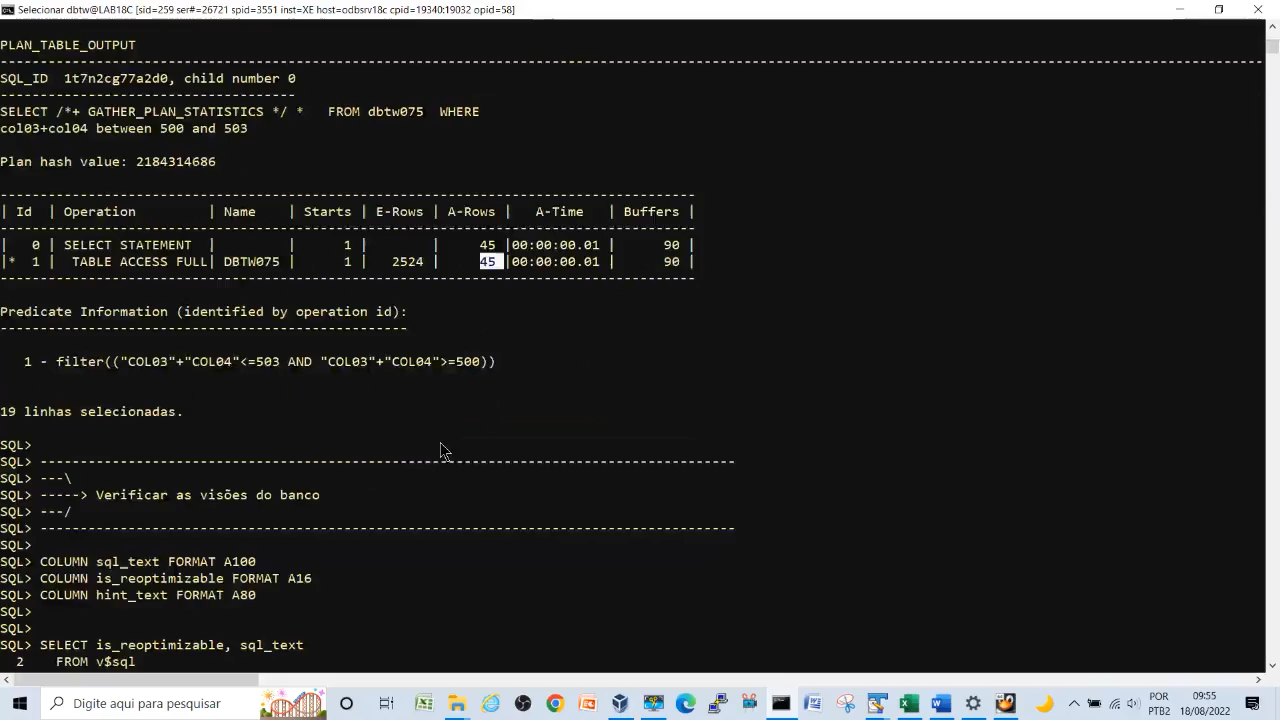 Selecionar dbtw@LAB18C [sid=259 ser#=26721 spid=3551 inst=XE host=odbsrv18c cpid=19340:19032 opid=58]
PLAN_TABLE_OUTPUT
--------------------------------------------------------------------------------------------------------------------------------------------------------------
SQL_ID  1t7n2cg77a2d0, child number 0
-------------------------------------
SELECT /*+ GATHER_PLAN_STATISTICS */ *   FROM dbtw075  WHERE
col03+col04 between 500 and 503
Plan hash value: 2184314686
---------------------------------------------------------------------------------------
| Id  | Operation         | Name    | Starts | E-Rows | A-Rows |   A-Time   | Buffers |
---------------------------------------------------------------------------------------
|   0 | SELECT STATEMENT  |         |      1 |        |     45 |00:00:00.01 |      90 |
|*  1 |  TABLE ACCESS FULL| DBTW075 |      1 |   2524 |     45 |00:00:00.01 |      90 |
---------------------------------------------------------------------------------------
Predicate Information (identified by operation id):
---------------------------------------------------
   1 - filter(("COL03"+"COL04"<=503 AND "COL03"+"COL04">=500))
19 linhas selecionadas.
SQL>
SQL> ---------------------------------------------------------------------------------------
SQL> ---\
SQL> -----> Verificar as visões do banco
SQL> ---/
SQL> ---------------------------------------------------------------------------------------
SQL>
SQL> COLUMN sql_text FORMAT A100
SQL> COLUMN is_reoptimizable FORMAT A16
SQL> COLUMN hint_text FORMAT A80
SQL>
SQL>
SQL> SELECT is_reoptimizable, sql_text
  2    FROM v$sql
Digite aqui para pesquisar
POR
PTB2
09:55
18/08/2022